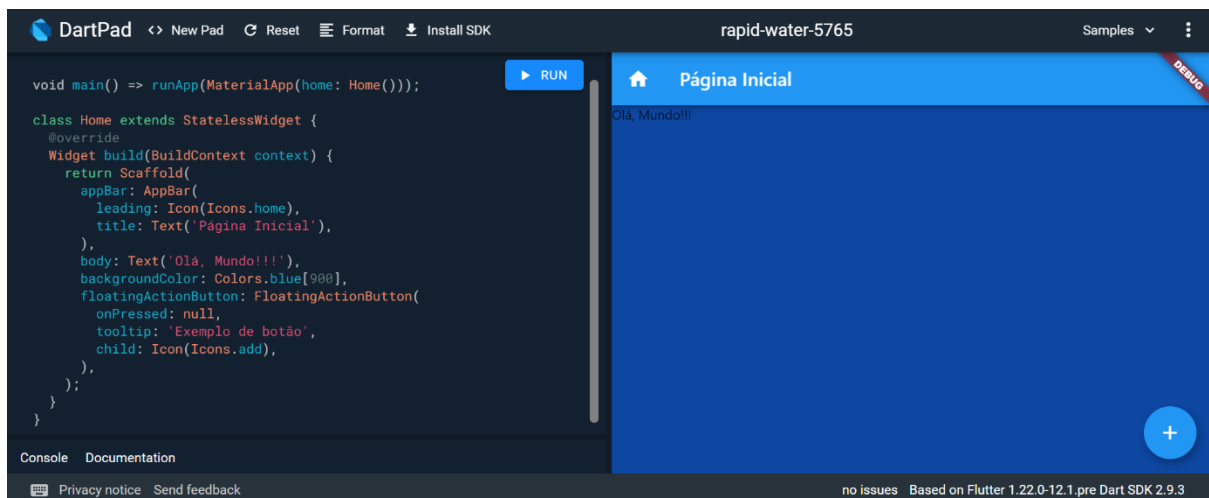 DartPad <> New Pad Reset Format Install SDK rapid-water-5765 Samples
RUN
void main() => runApp(MaterialApp(home: Home()));
class Home extends StatelessWidget {
@override
Widget build(BuildContext context) {
return Scaffold(
appBar: AppBar(
leading: Icon(Icons.home),
title: Text('Página Inicial'),
),
body: Text('Olá, Mundo!!!'),
backgroundColor: Colors.blue[900],
floatingActionButton: FloatingActionButton(
onPressed: null,
tooltip: 'Exemplo de botão',
child: Icon(Icons.add),
),
);
}
}
Console Documentation
Página Inicial
DEBUG
Olá, Mundo!!!
+
Privacy notice Send feedback no issues Based on Flutter 1.22.0-12.1.pre Dart SDK 2.9.3